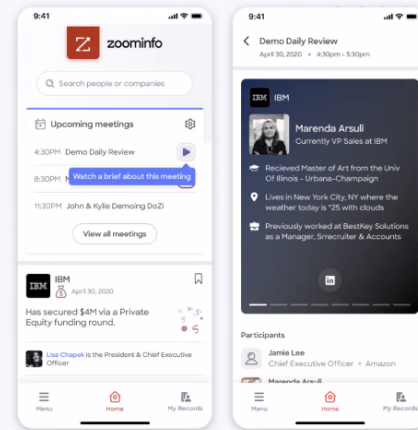 9:41
zoominfo
Search people or companies
Upcoming meetings
4:30PM Demo Daily Review
8:30PM
Watch a brief about this meeting
11:30PM John & Kylie Demoing DoZi
View all meetings
IBM
IBM
April 30, 2020
Has secured $4M via a Private
Equity funding round.
Lisa Chapek is the President & Chief Executive
Officer
Menu
Home
My Records
9:41
Demo Daily Review
April 30, 2020 • 4:30pm - 5:30pm
IBM
IBM
Marenda Arsuli
Currently VP Sales at IBM
Recieved Master of Art from the Univ
Of Illinois - Urbana-Champaign
Lives in New York City, NY where the
weather today is °25 with clouds
Previously worked at BestKey Solutions
as a Manager, Srrecruiter & Accounts
in
Participants
Jamie Lee
Chief Executive Officer • Amazon
Marenda Arsuli
Menu
Home
My Records